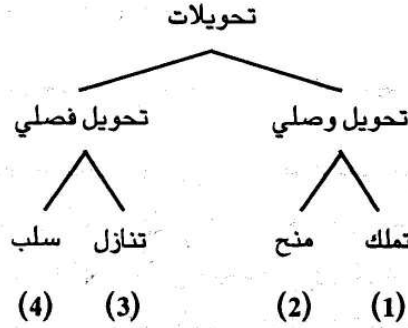 تحويلات
تحويل وصلي تحويل فصلي
تملك منح تنازل سلب
(1) (2) (3) (4)